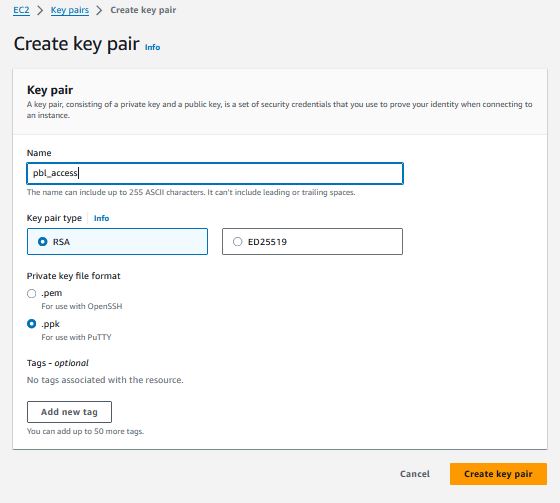 EC2 > Key pairs > Create key pair
Create key pair Info
Key pair
A key pair, consisting of a private key and a public key, is a set of security credentials that you use to prove your identity when connecting to
an instance.
Name
pbl_access
The name can include up to 255 ASCII characters. It can't include leading or trailing spaces.
Key pair type Info
RSA ED25519
Private key file format
.pem
For use with OpenSSH
.ppk
For use with PuTTY
Tags - optional
No tags associated with the resource.
Add new tag
You can add up to 50 more tags.
Cancel Create key pair